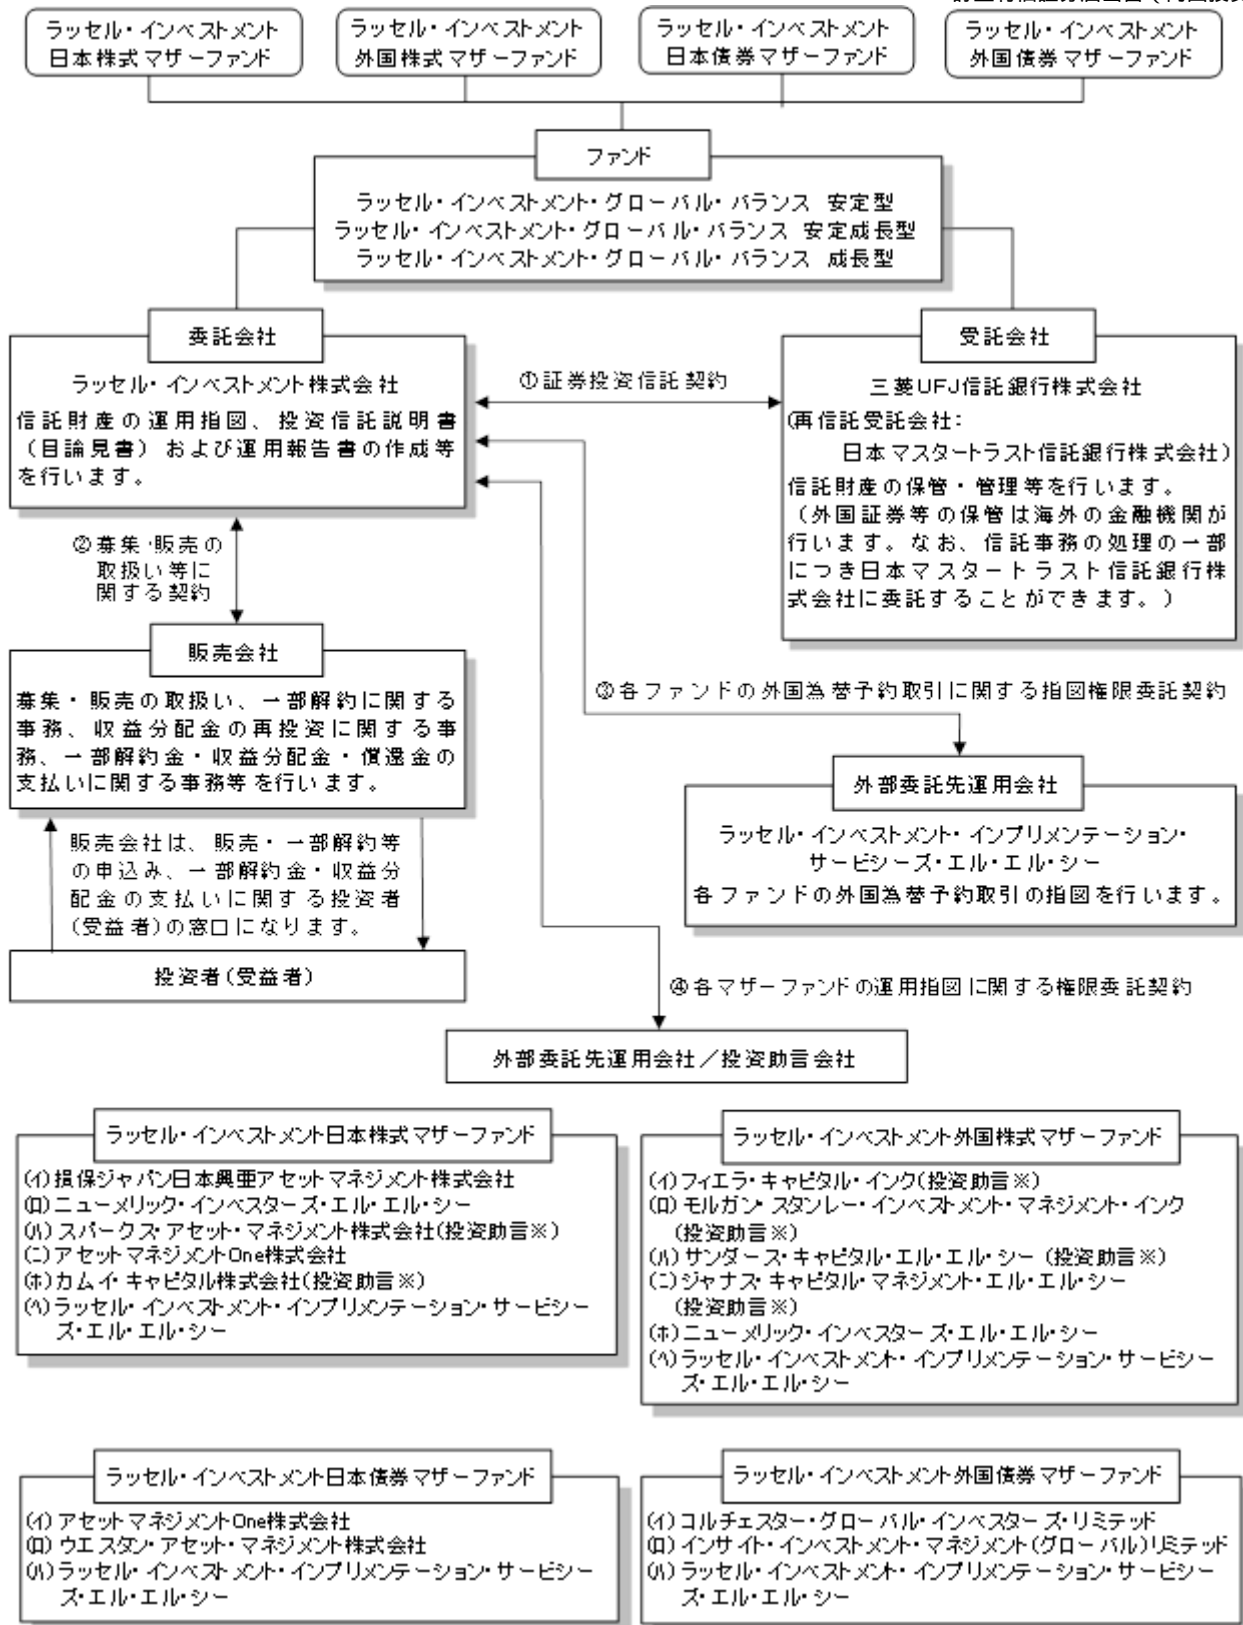 ラッセル・インベストメント
日本株式マザーファンド
ラッセル・インベストメント
外国株式マザーファンド
ラッセル・インベストメント
日本債券マザーファンド
ラッセル・インベストメント
外国債券マザーファンド
ファンド
ラッセル・インベストメント・グローバル・バランス 安定型
ラッセル・インベストメント・グローバル・バランス 安定成長型
ラッセル・インベストメント・グローバル・バランス 成長型
委託会社
ラッセル・インベストメント株式会社
信託財産の運用指図、投資信託説明書
(目論見書)および運用報告書の作成等
を行います。
①証券投資信託契約
受託会社
三菱UFJ信託銀行株式会社
(再信託受託会社:
日本マスタートラスト信託銀行株式会社)
信託財産の保管・管理等を行います。
(外国証券等の保管は海外の金融機関が
行います。なお、信託事務の処理の一部
につき日本マスタートラスト信託銀行株
式会社に委託することができます。)
②募集・販売の
取扱い等に
関する契約
販売会社
募集・販売の取扱い、一部解約に関する
事務、収益分配金の再投資に関する事
務、一部解約金・収益分配金・償還金の
支払いに関する事務等を行います。
③各ファンドの外国為替予約取引に関する指図権限委託契約
外部委託先運用会社
ラッセル・インベストメント・インプリメンテーション・
サービシーズ・エル・エル・シー
各ファンドの外国為替予約取引の指図を行います。
販売会社は、販売・一部解約等
の申込み、一部解約金・収益分
配金の支払いに関する投資者
(受益者)の窓口になります。
投資者(受益者)
④各マザーファンドの運用指図に関する権限委託契約
外部委託先運用会社/投資助言会社
ラッセル・インベストメント日本株式マザーファンド
(イ)損保ジャパン日本興亜アセットマネジメント株式会社
(ロ)ニューメリック・インベスターズ・エル・エル・シー
(ハ)スパークス・アセット・マネジメント株式会社(投資助言※)
(ニ)アセットマネジメントOne株式会社
(ホ)カムイ・キャピタル株式会社(投資助言※)
(ヘ)ラッセル・インベストメント・インプリメンテーション・サービシー
ズ・エル・エル・シー
ラッセル・インベストメント外国株式マザーファンド
(イ)フィエラ・キャピタル・インク(投資助言※)
(ロ)モルガン・スタンレー・インベストメント・マネジメント・インク
(投資助言※)
(ハ)サンダース・キャピタル・エル・エル・シー(投資助言※)
(ニ)ジャナス・キャピタル・マネジメント・エル・エル・シー
(投資助言※)
(ホ)ニューメリック・インベスターズ・エル・エル・シー
(ヘ)ラッセル・インベストメント・インプリメンテーション・サービシー
ズ・エル・エル・シー
ラッセル・インベストメント日本債券マザーファンド
(イ)アセットマネジメントOne株式会社
(ロ)ウエスタン・アセット・マネジメント株式会社
(ハ)ラッセル・インベストメント・インプリメンテーション・サービシー
ズ・エル・エル・シー
ラッセル・インベストメント外国債券マザーファンド
(イ)コルチェスター・グローバル・インベスターズ・リミテッド
(ロ)インサイト・インベストメント・マネジメント(グローバル)リミテッド
(ハ)ラッセル・インベストメント・インプリメンテーション・サービシー
ズ・エル・エル・シー